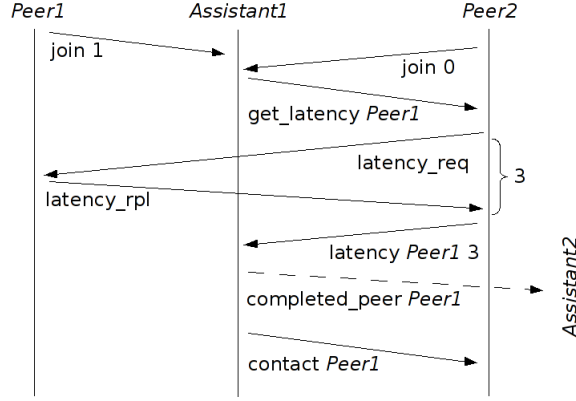 Peer1
Assistant1
Peer2
join 1
join 0
get_latency Peer1
latency_req
3
latency_rpl
latency Peer1 3
Assistant2
completed_peer Peer1
contact Peer1